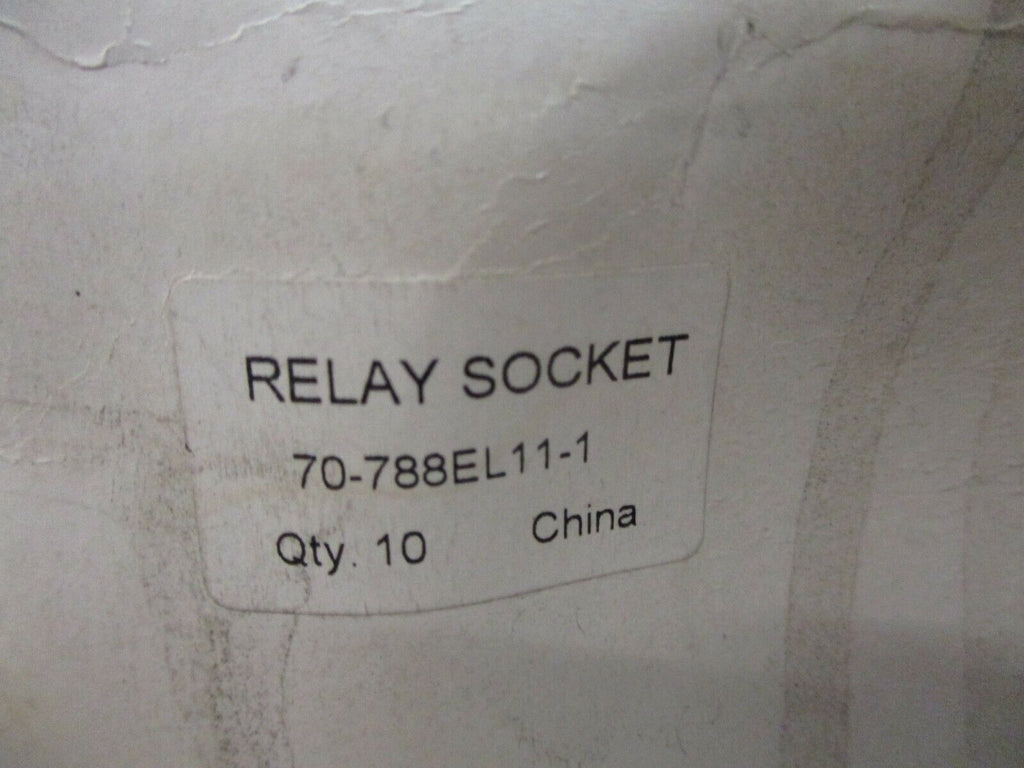 RELAY SOCKET
70-788EL11-1
Qty. 10 China